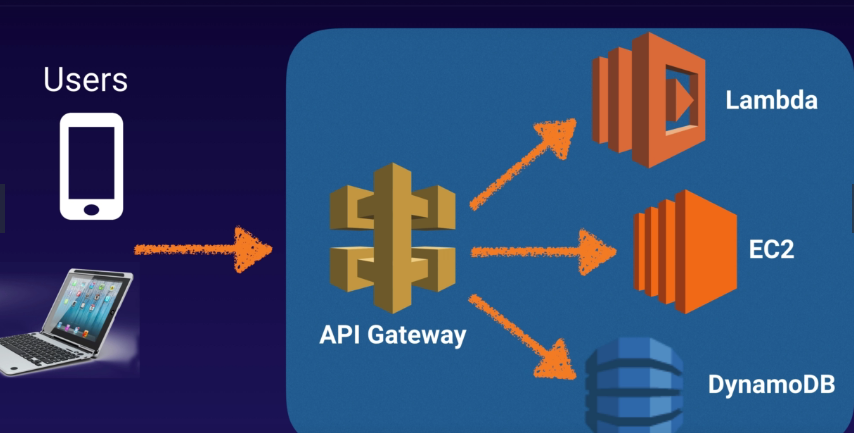 Users
Lambda
EC2
API Gateway
DynamoDB